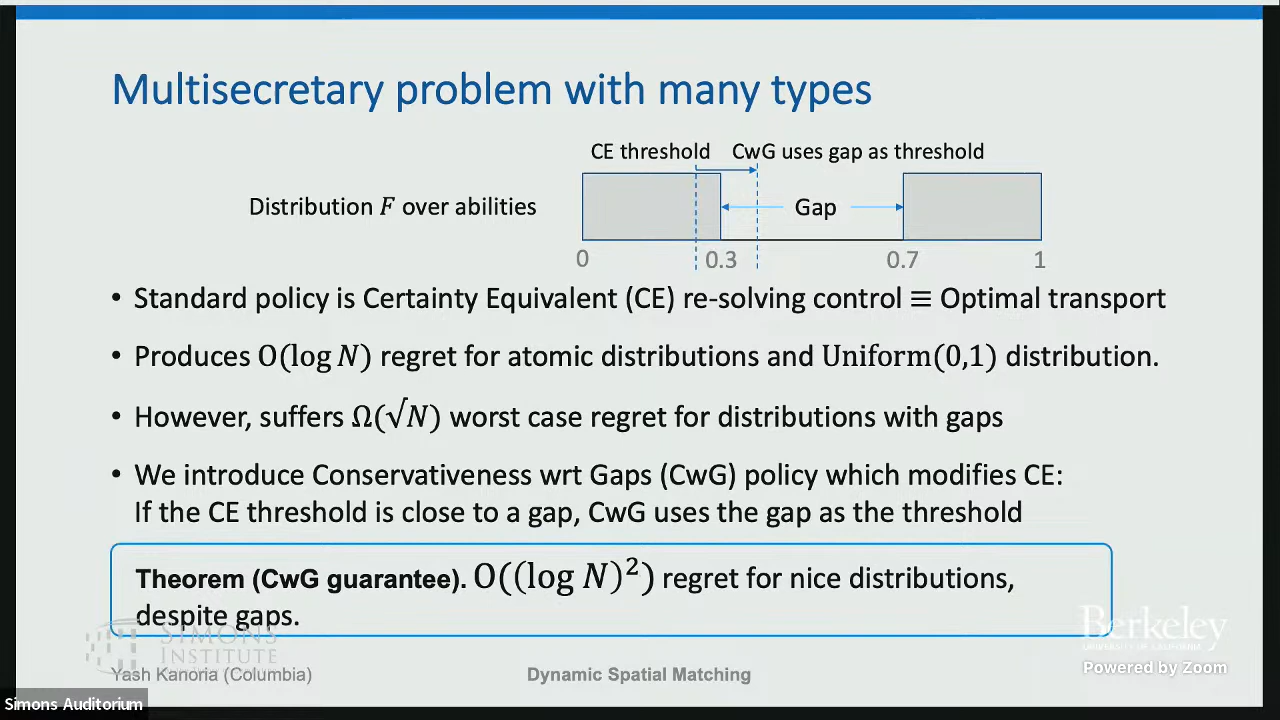 Multisecretary problem with many types
CE threshold CwG uses gap as threshold
Distribution F over abilities
Gap
0 0.3 0.7 1
• Standard policy is Certainty Equivalent (CE) re-solving control ≡ Optimal transport
• Produces O(log N) regret for atomic distributions and Uniform(0,1) distribution.
• However, suffers Ω(√N) worst case regret for distributions with gaps
• We introduce Conservativeness wrt Gaps (CwG) policy which modifies CE:
If the CE threshold is close to a gap, CwG uses the gap as the threshold
Theorem (CwG guarantee). O((log N)²) regret for nice distributions,
despite gaps.
SIMONS
INSTITUTE
Berkeley
UNIVERSITY OF CALIFORNIA
Powered by Zoom
Yash Kanoria (Columbia)
Dynamic Spatial Matching
Simons Auditorium